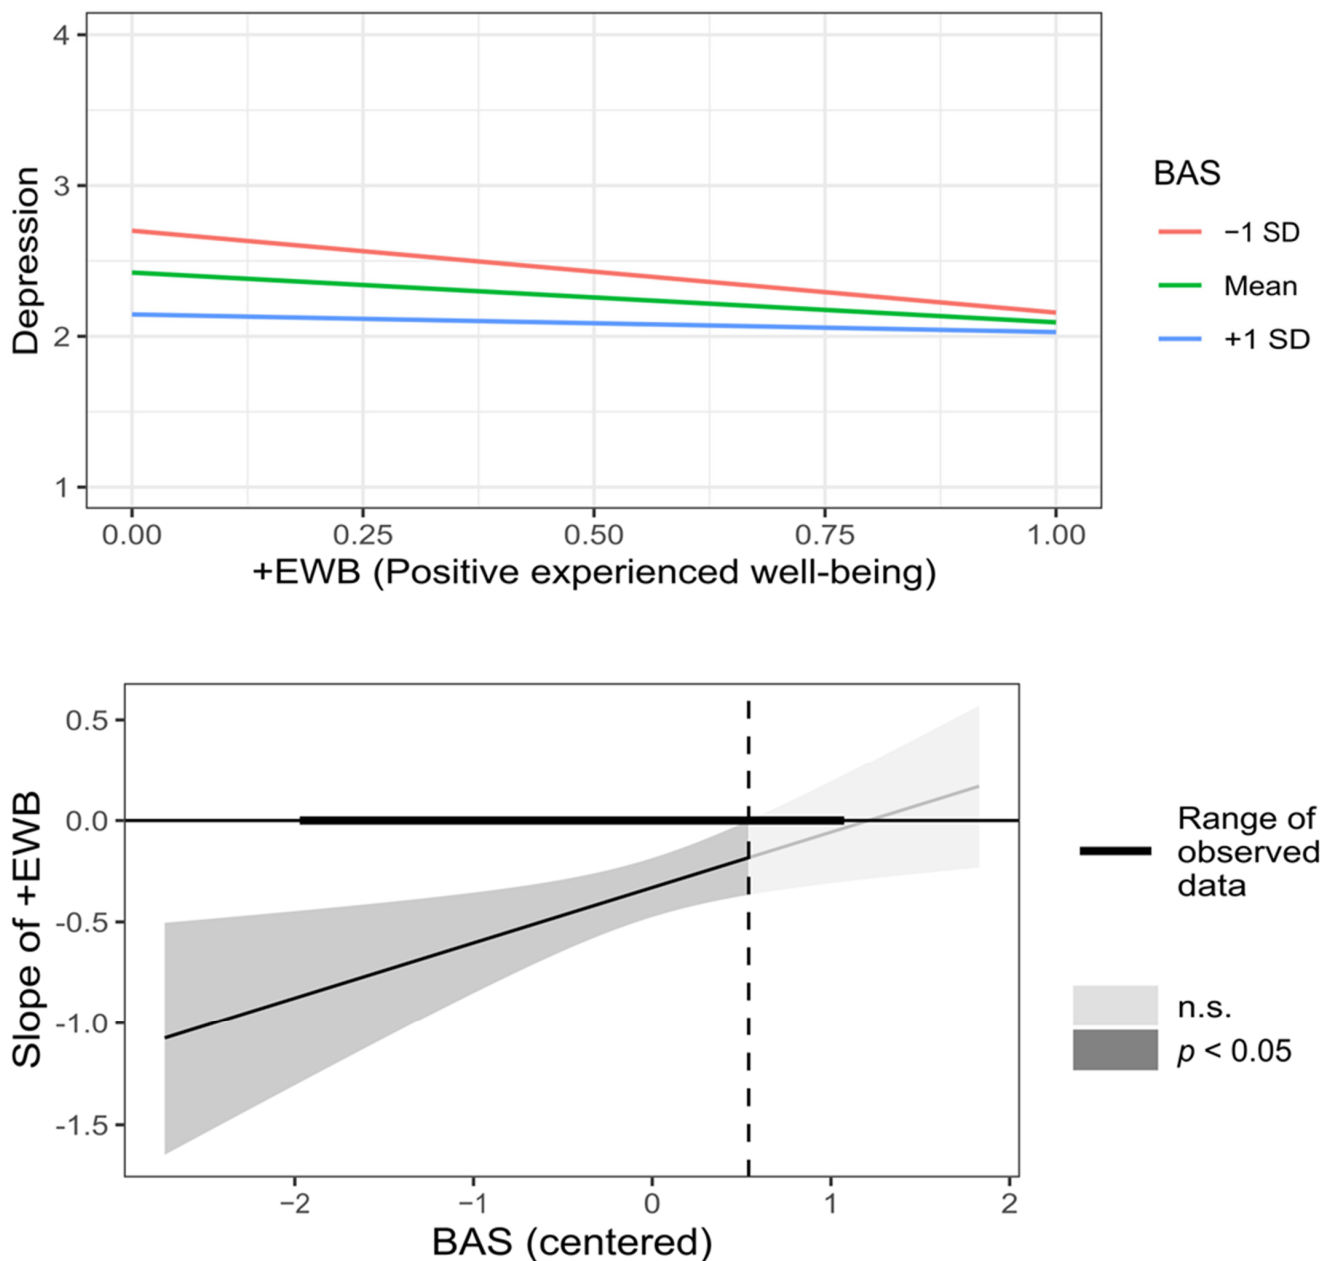 4
3
2
1
Depression
0.00 0.25 0.50 0.75 1.00
+EWB (Positive experienced well-being)
BAS
−1 SD
Mean
+1 SD
0.5
0.0
-0.5
-1.0
-1.5
Slope of +EWB
−2 −1 0 1 2
BAS (centered)
Range of
observed
data
n.s.
p < 0.05